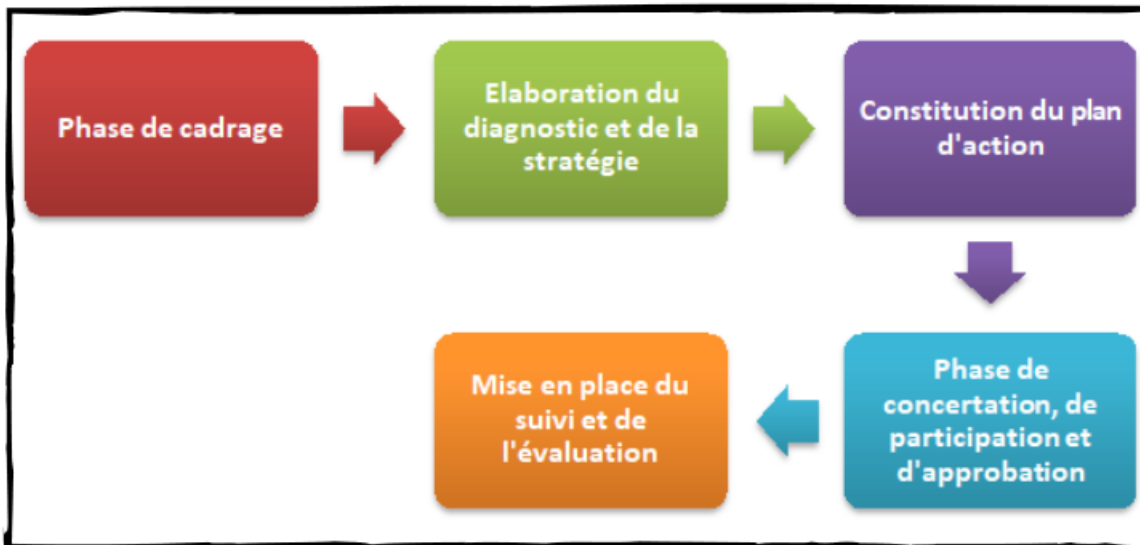 Phase de cadrage
Elaboration du
diagnostic et de la
stratégie
Constitution du plan
d'action
Phase de
concertation, de
participation et
d'approbation
Mise en place du
suivi et de
l'évaluation